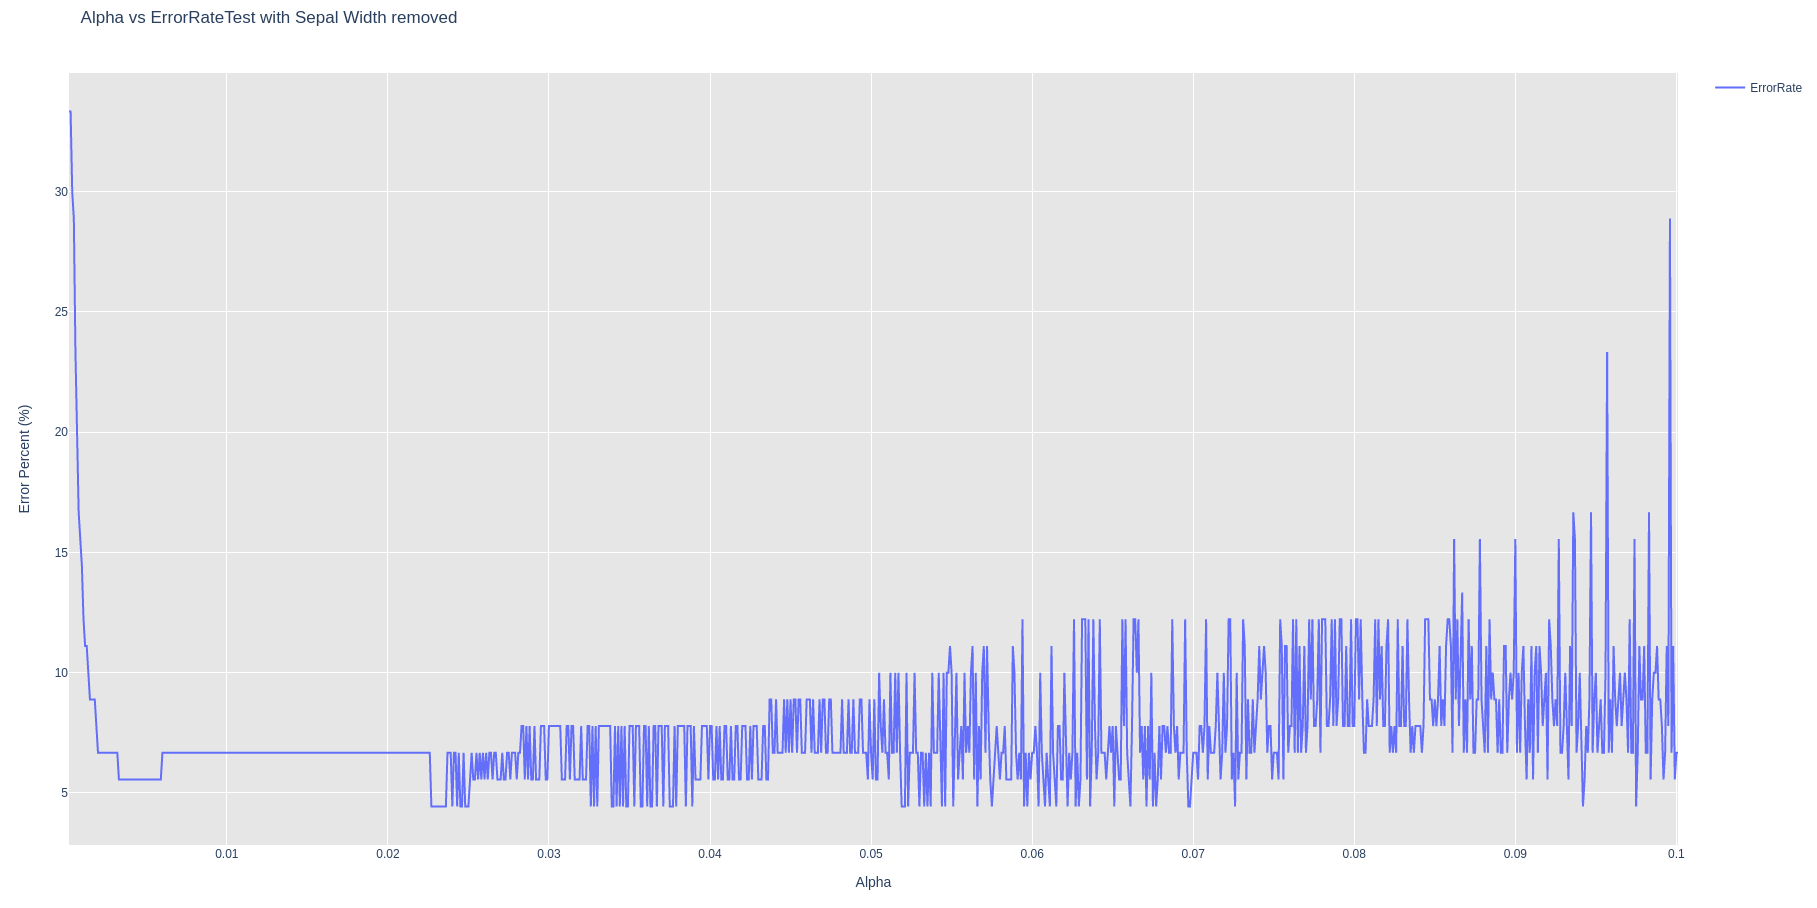 Alpha vs ErrorRateTest with Sepal Width removed
ErrorRate
30
25
20
15
10
5
Error Percent (%)
0.01 0.02 0.03 0.04 0.05 0.06 0.07 0.08 0.09 0.1
Alpha